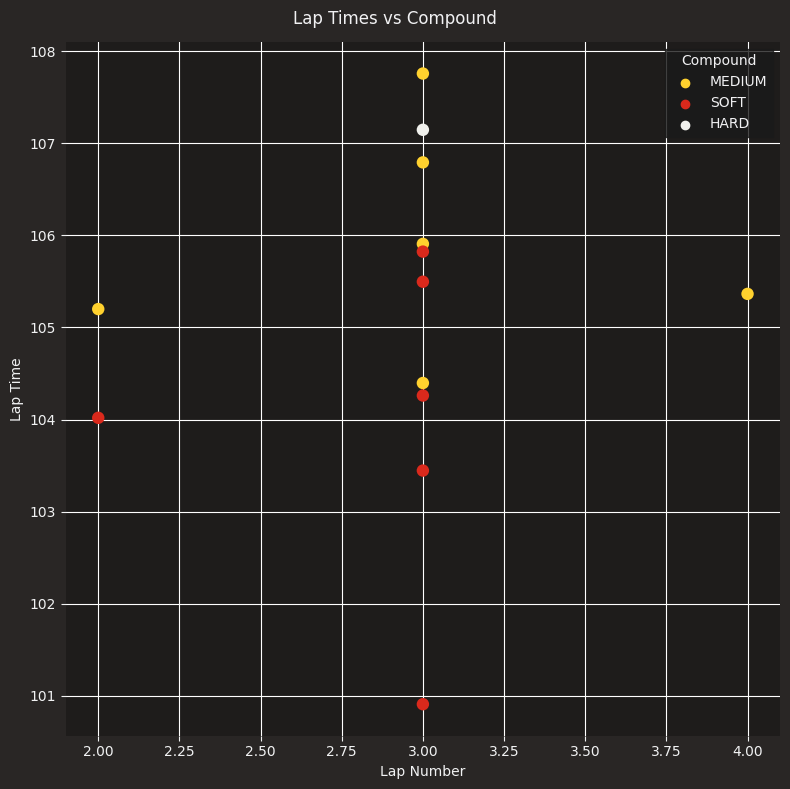 Lap Times vs Compound
108
107
106
105
104
103
102
101
Lap Time
Compound
MEDIUM
SOFT
HARD
2.00 2.25 2.50 2.75 3.00 3.25 3.50 3.75 4.00
Lap Number